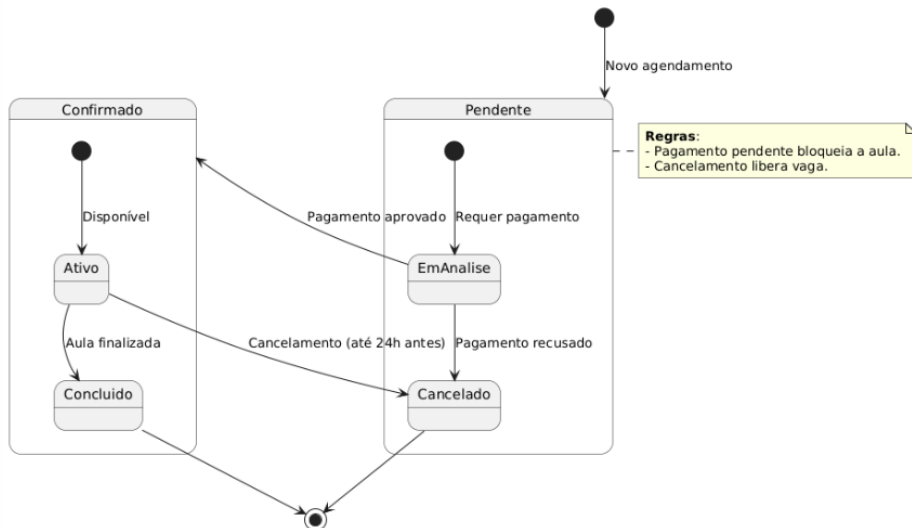 Novo agendamento
Confirmado
Pendente
Regras:
- Pagamento pendente bloqueia a aula.
- Cancelamento libera vaga.
Disponível
Pagamento aprovado
Requer pagamento
Ativo
EmAnalise
Aula finalizada
Cancelamento (até 24h antes)
Pagamento recusado
Concluido
Cancelado